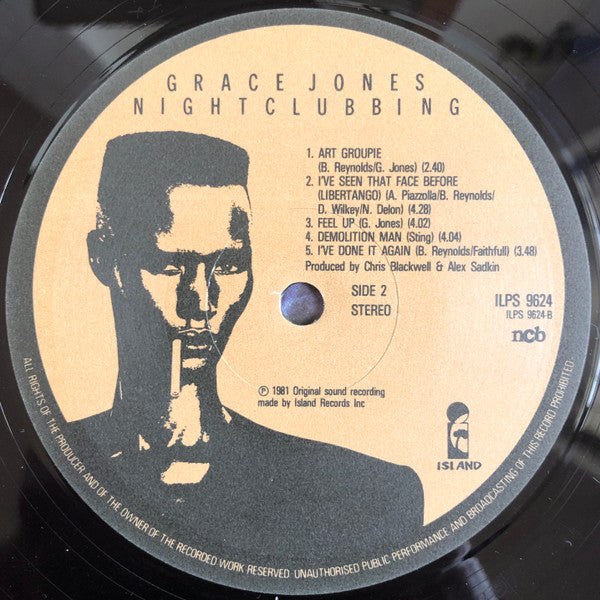 GRACE JONES
NIGHTCLUBBING
1. ART GROUPIE
(B. Reynolds/G. Jones) (2.40)
2. I'VE SEEN THAT FACE BEFORE
(LIBERTANGO) (A. Piazzolla/B. Reynolds/
D. Wilkey/N. Delon) (4.28)
3. FEEL UP (G. Jones) (4.02)
4. DEMOLITION MAN (Sting) (4.04)
5. I'VE DONE IT AGAIN (B. Reynolds/Faithfull) (3.48)
Produced by Chris Blackwell & Alex Sadkin
SIDE 2
STEREO
ILPS 9624
ILPS 9624-B
ncb
Ⓟ 1981 Original sound recording
made by Island Records Inc
ISLAND
ALL RIGHTS OF THE PRODUCER AND OF THE OWNER OF THE RECORDED WORK RESERVED. UNAUTHORISED PUBLIC PERFORMANCE AND BROADCASTING OF THIS RECORD PROHIBITED.